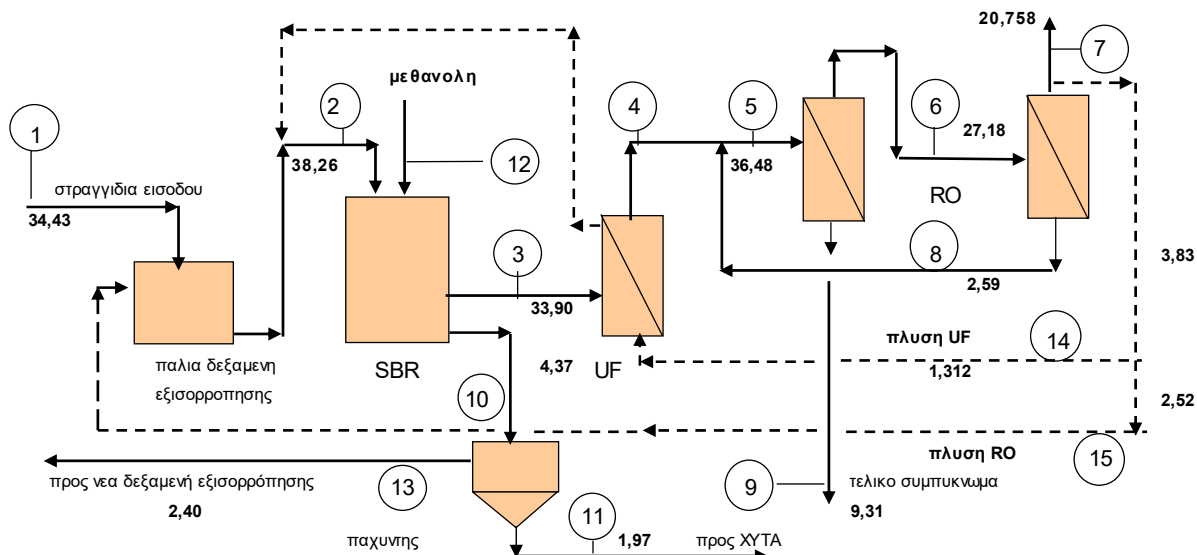 20,758
7
μεθανολη
1
2
4
5
6
27,18
στραγγιδια εισοδου
34,43
38,26
12
36,48
RO
3
8
3,83
33,90
2,59
παλια δεξαμενη
εξισορροπησης
SBR
4,37
UF
πλυση UF
14
1,312
10
2,52
πλυση RO
15
προς νεα δεξαμενή εξισορρόπησης
13
9
τελικο συμπυκνωμα
2,40
9,31
παχυντης
11
1,97
προς ΧΥΤΑ